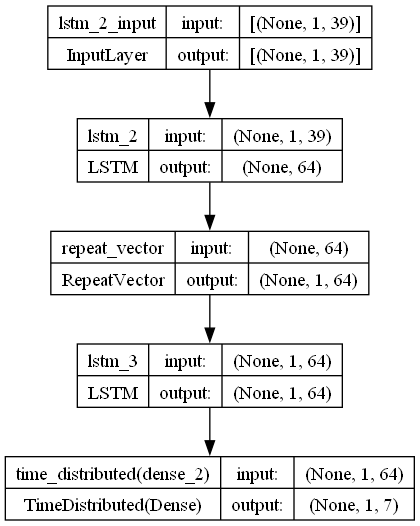 lstm_2_input input: [(None, 1, 39)]
InputLayer output: [(None, 1, 39)]
lstm_2 input: (None, 1, 39)
LSTM output: (None, 64)
repeat_vector input: (None, 64)
RepeatVector output: (None, 1, 64)
lstm_3 input: (None, 1, 64)
LSTM output: (None, 1, 64)
time_distributed(dense_2) input: (None, 1, 64)
TimeDistributed(Dense) output: (None, 1, 7)